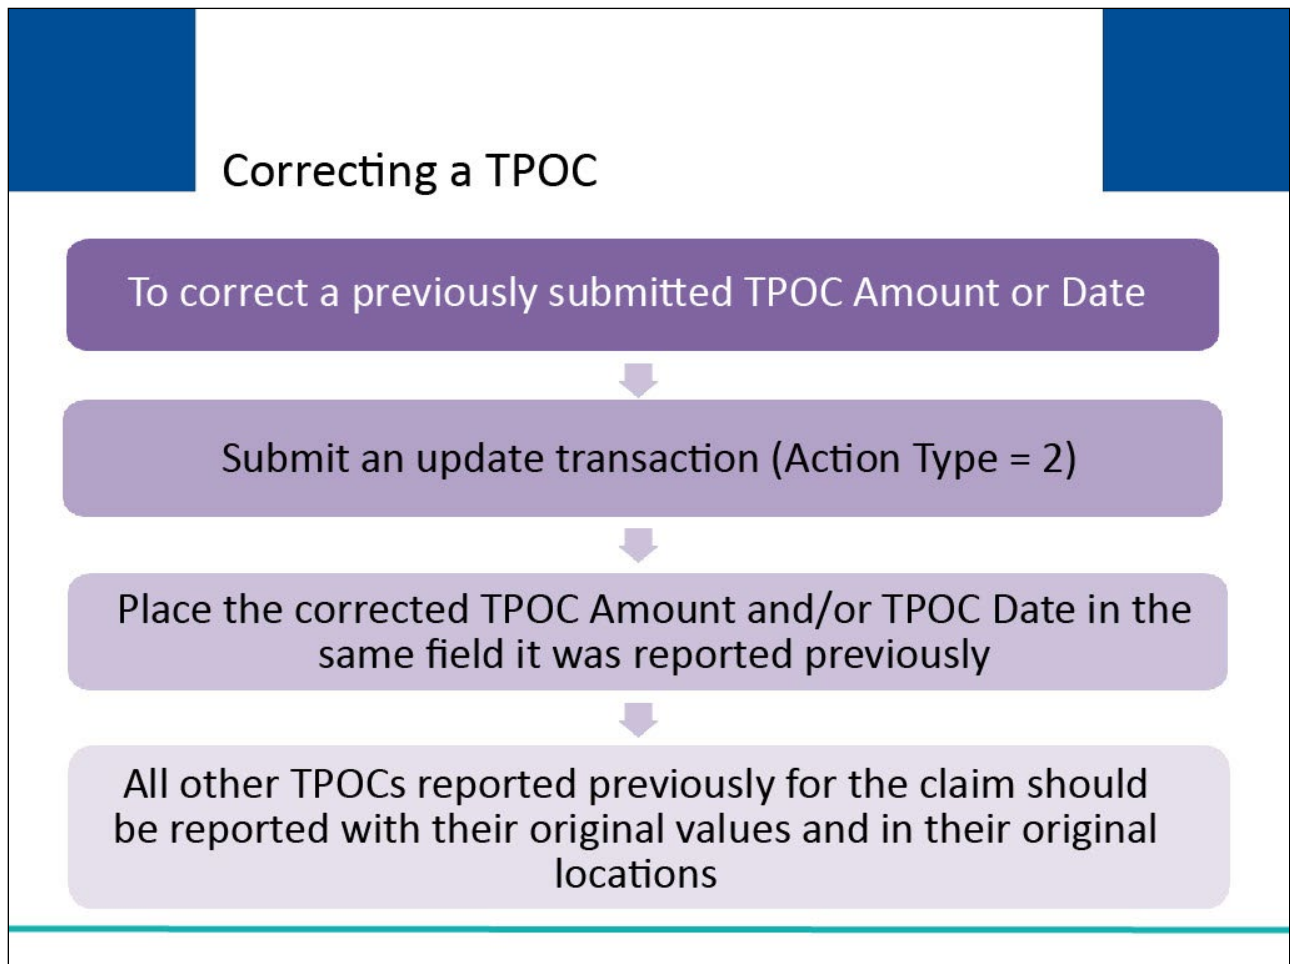 Correcting a TPOC
To correct a previously submitted TPOC Amount or Date
Submit an update transaction (Action Type = 2)
Place the corrected TPOC Amount and/or TPOC Date in the
same field it was reported previously
All other TPOCs reported previously for the claim should
be reported with their original values and in their original
locations